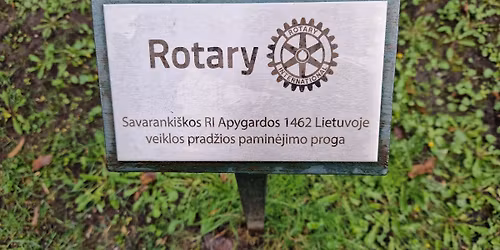 Rotary
ROTARY
INTERNATIONAL
Savarankiškos RI Apygardos 1462 Lietuvoje
veiklos pradžios paminėjimo proga